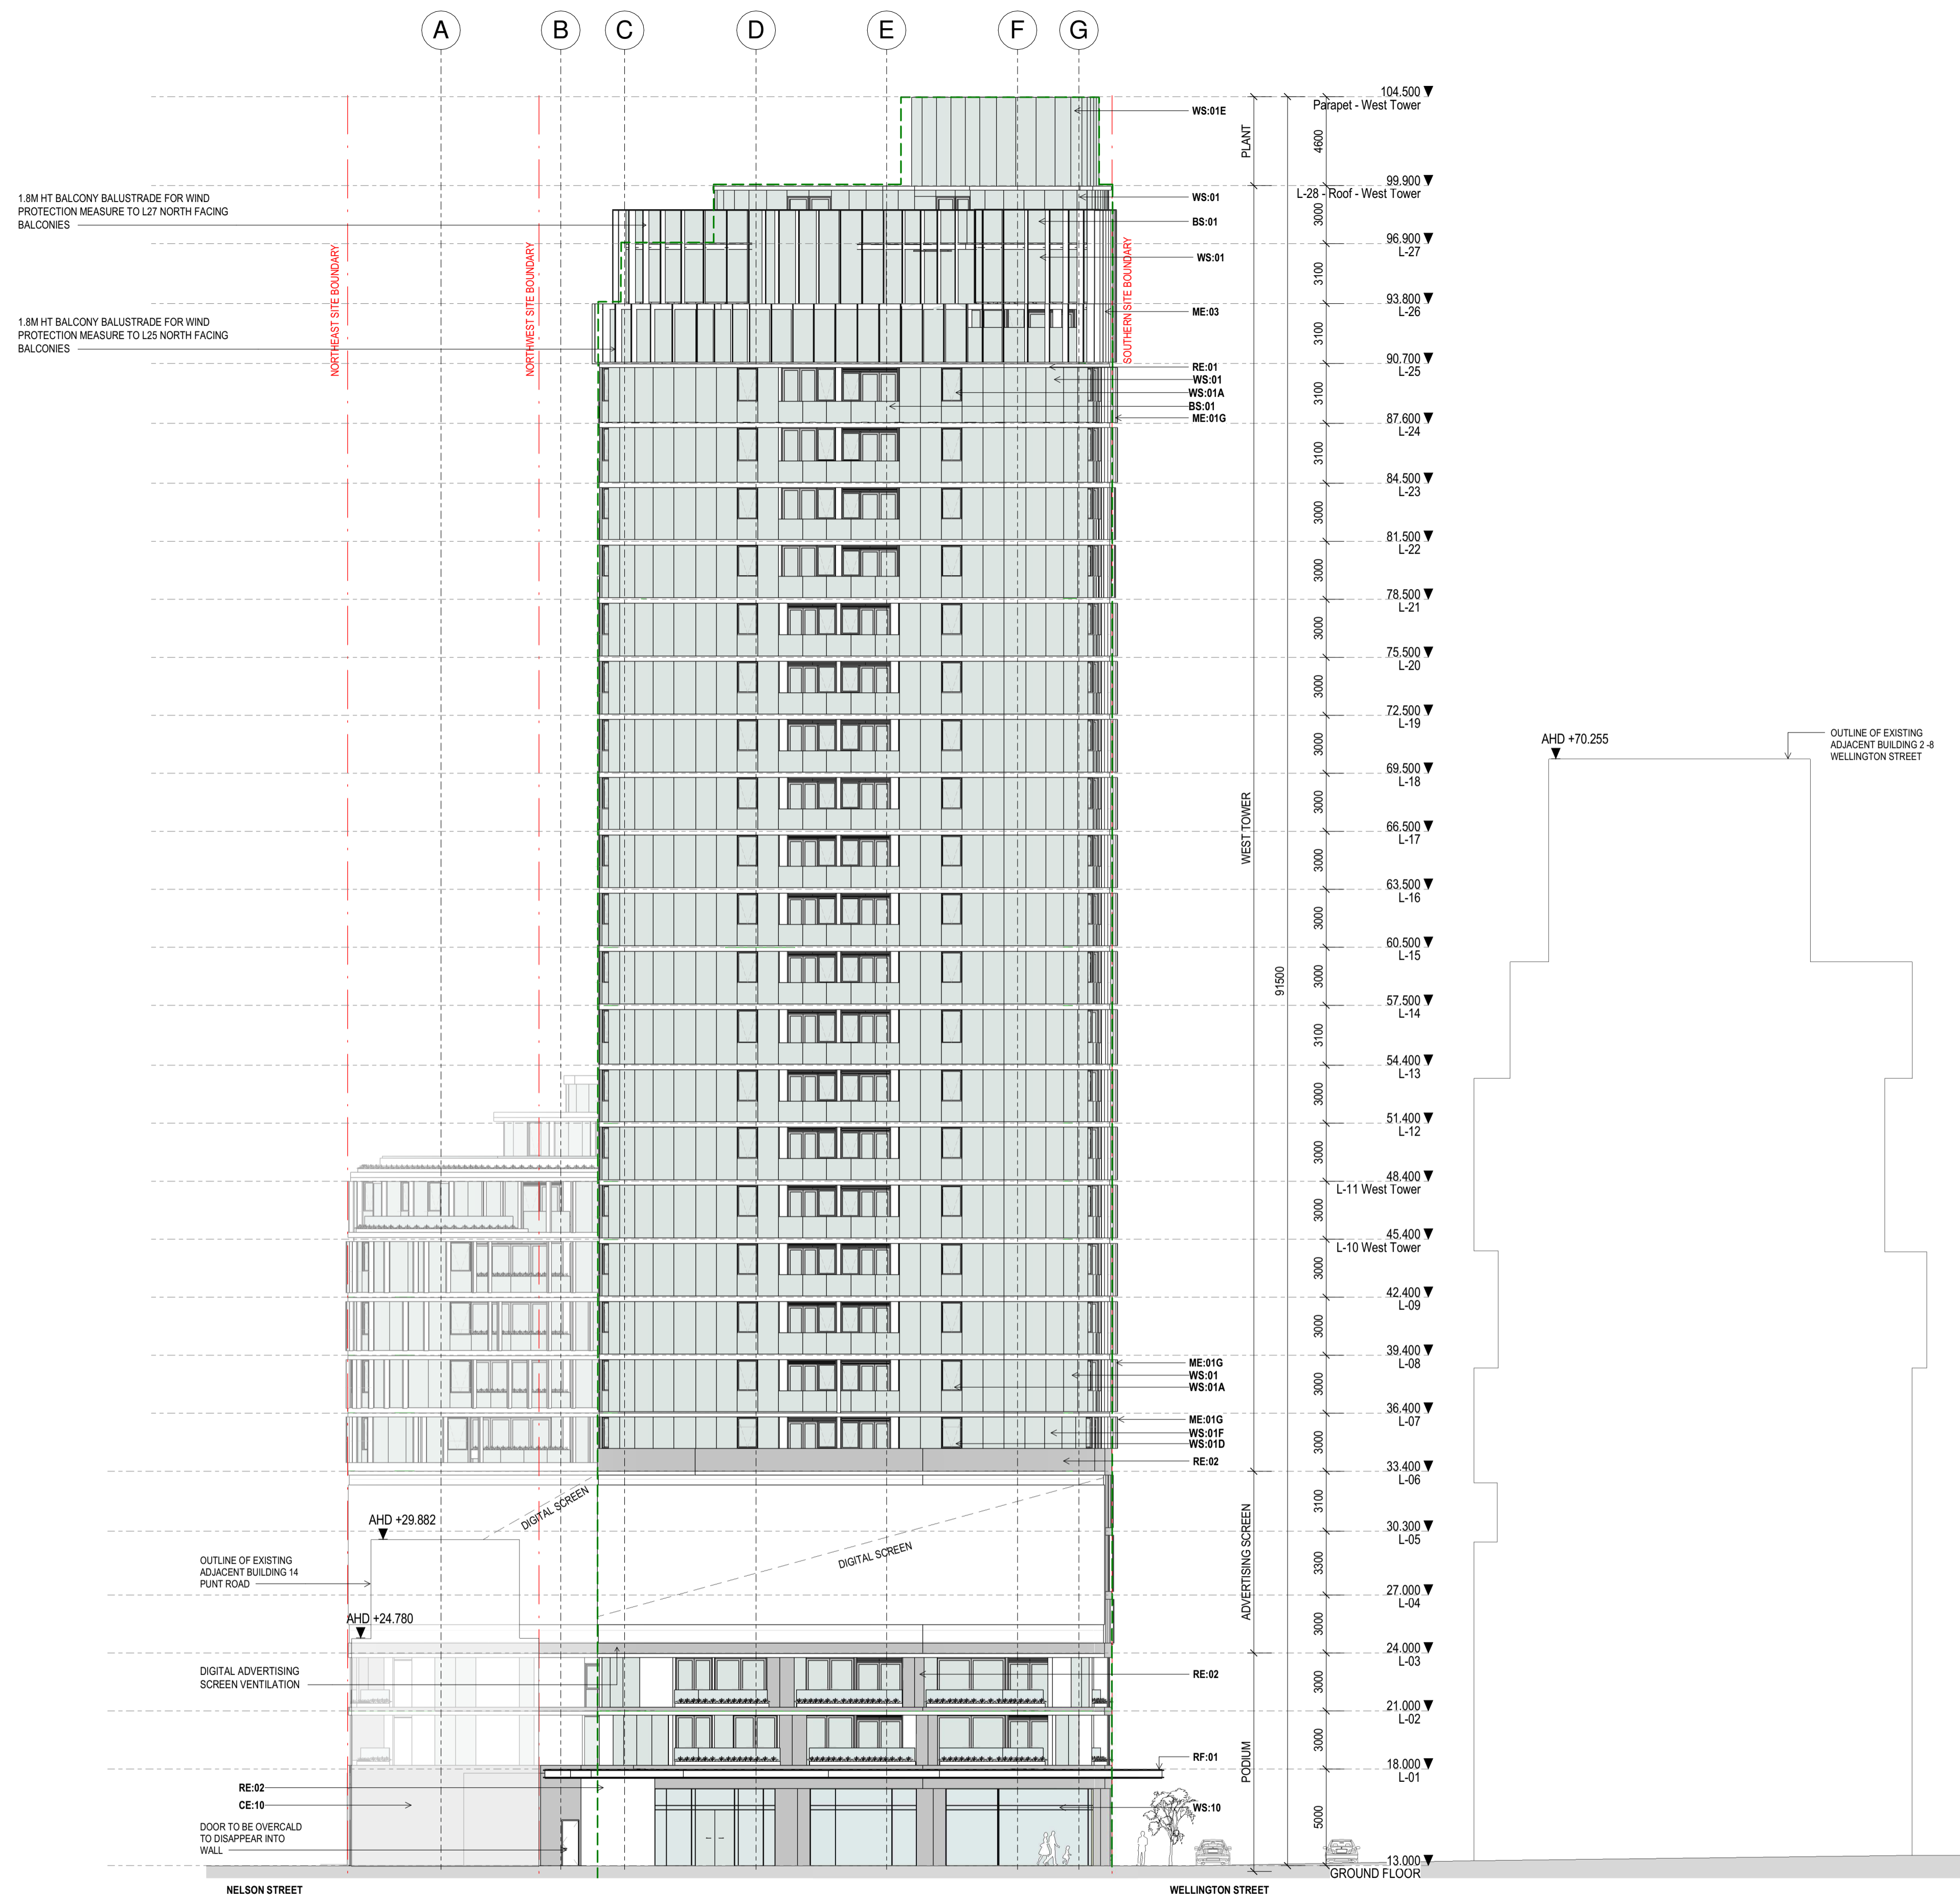 A
B
C
D
E
F
G
104.500
Parapet - West Tower
WS:01E
PLANT
4600
99.900
L-28 - Roof - West Tower
1.8M HT BALCONY BALUSTRADE FOR WIND
PROTECTION MEASURE TO L27 NORTH FACING
BALCONIES
WS:01
BS:01
3000
96.900
L-27
WS:01
NORTHEAST SITE BOUNDARY
NORTHWEST SITE BOUNDARY
SOUTHERN SITE BOUNDARY
3100
93.800
L-26
ME:03
1.8M HT BALCONY BALUSTRADE FOR WIND
PROTECTION MEASURE TO L25 NORTH FACING
BALCONIES
3100
90.700
L-25
RE:01
WS:01
WS:01A
BS:01
ME:01G
3100
87.600
L-24
3100
84.500
L-23
3000
81.500
L-22
3000
78.500
L-21
3000
75.500
L-20
3000
72.500
L-19
3000
AHD +70.255
OUTLINE OF EXISTING
ADJACENT BUILDING 2 -8
WELLINGTON STREET
69.500
L-18
WEST TOWER
3000
66.500
L-17
3000
63.500
L-16
3000
60.500
L-15
91500
3000
57.500
L-14
3100
54.400
L-13
3000
51.400
L-12
3000
48.400
L-11 West Tower
3000
45.400
L-10 West Tower
3000
42.400
L-09
3000
39.400
L-08
ME:01G
WS:01
WS:01A
3000
36.400
L-07
ME:01G
WS:01F
WS:01D
RE:02
3000
33.400
L-06
DIGITAL SCREEN
DIGITAL SCREEN
ADVERTISING SCREEN
3100
30.300
L-05
AHD +29.882
OUTLINE OF EXISTING
ADJACENT BUILDING 14
PUNT ROAD
3300
27.000
L-04
AHD +24.780
3000
24.000
L-03
DIGITAL ADVERTISING
SCREEN VENTILATION
RE:02
3000
21.000
L-02
3000
RF:01
PODIUM
18.000
L-01
RE:02
CE:10
WS:10
5000
DOOR TO BE OVERCALD
TO DISAPPEAR INTO
WALL
13.000
GROUND FLOOR
NELSON STREET
WELLINGTON STREET